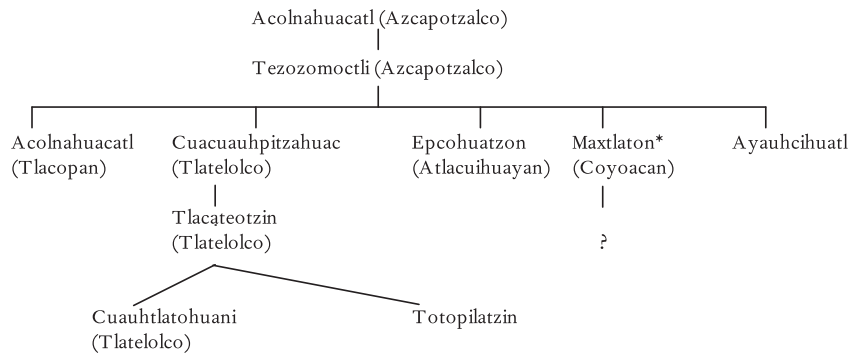 Acolnahuacatl (Azcapotzalco)
Tezozomoctli (Azcapotzalco)
Acolnahuacatl
(Tlacopan)
Cuacuauhpitzahuac
(Tlatelolco)
Epcohuatzon
(Atlacuihuayan)
Maxtlaton*
(Coyoacan)
Ayauhcihuatl
Tlacateotzin
(Tlatelolco)
?
Cuauhtlatohuani
(Tlatelolco)
Totopilatzin